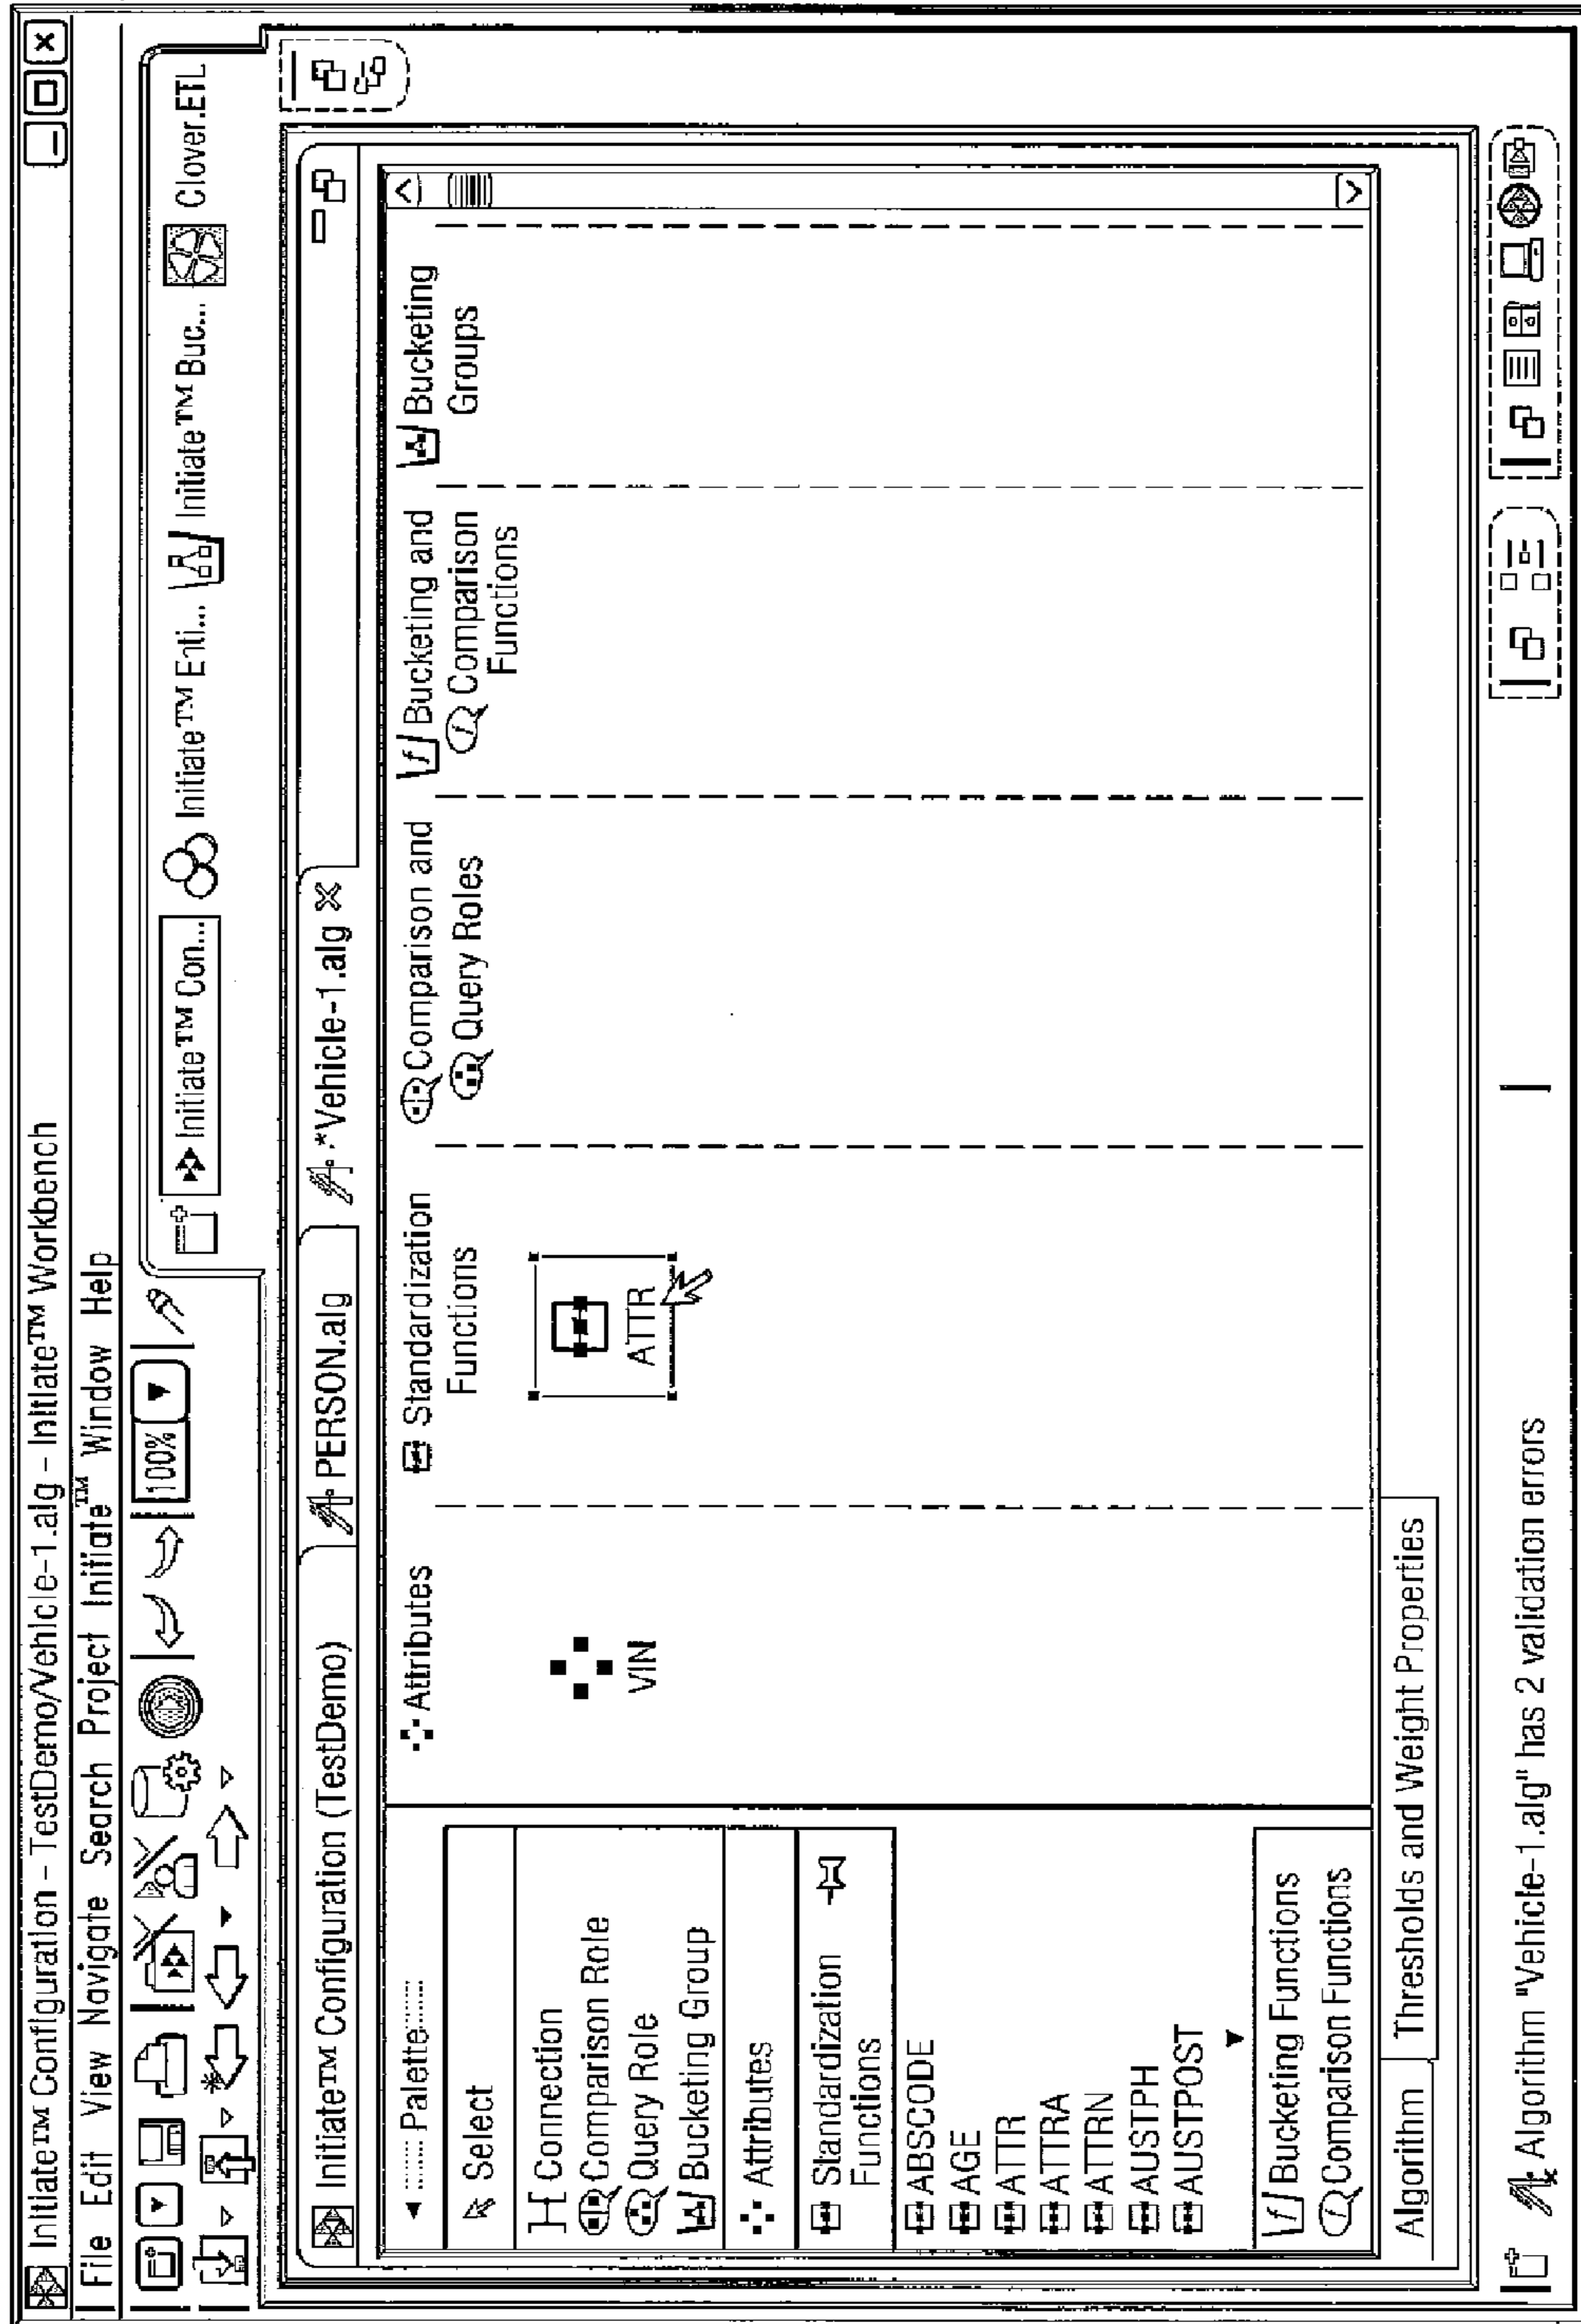 Initiate™ Configuration - TestDemo/Vehicle-1.alg - Initiate™ Workbench
File Edit View Navigate Search Project Initiate™ Window Help
100%
Initiate™ Con... Initiate™ Enti... Initiate™ Buc... Clover.ETL
Initiate™ Configuration (TestDemo) PERSON.alg *Vehicle-1.alg
Palette
Select
Connection
Comparison Role
Query Role
Bucketing Group
Attributes
Standardization
Functions
ABSCODE
AGE
ATTR
ATTRA
ATTRN
AUSTPH
AUSTPOST
Bucketing Functions
Comparison Functions
Attributes
VIN
Standardization
Functions
ATTR
Comparison and
Query Roles
Bucketing and
Comparison
Functions
Bucketing
Groups
Algorithm Thresholds and Weight Properties
Algorithm "Vehicle-1.alg" has 2 validation errors